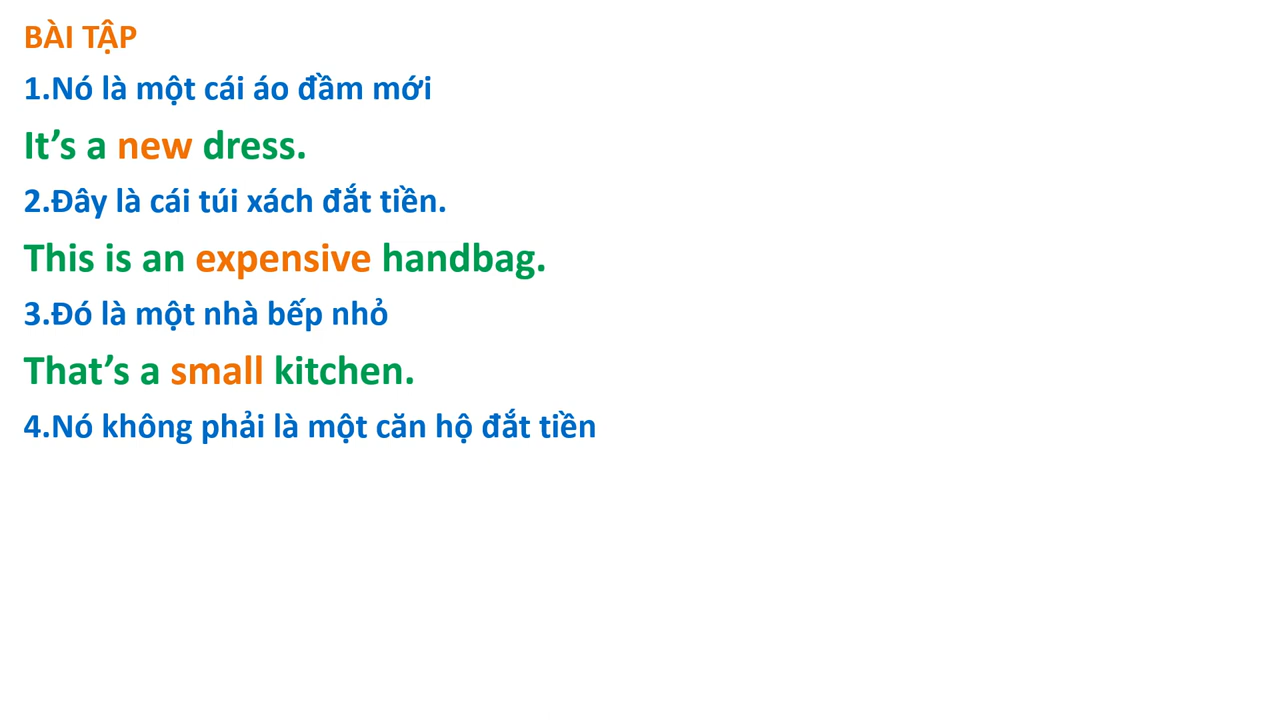 BÀI TẬP
1.Nó là một cái áo đầm mới
It’s a new dress.
2.Đây là cái túi xách đắt tiền.
This is an expensive handbag.
3.Đó là một nhà bếp nhỏ
That’s a small kitchen.
4.Nó không phải là một căn hộ đắt tiền